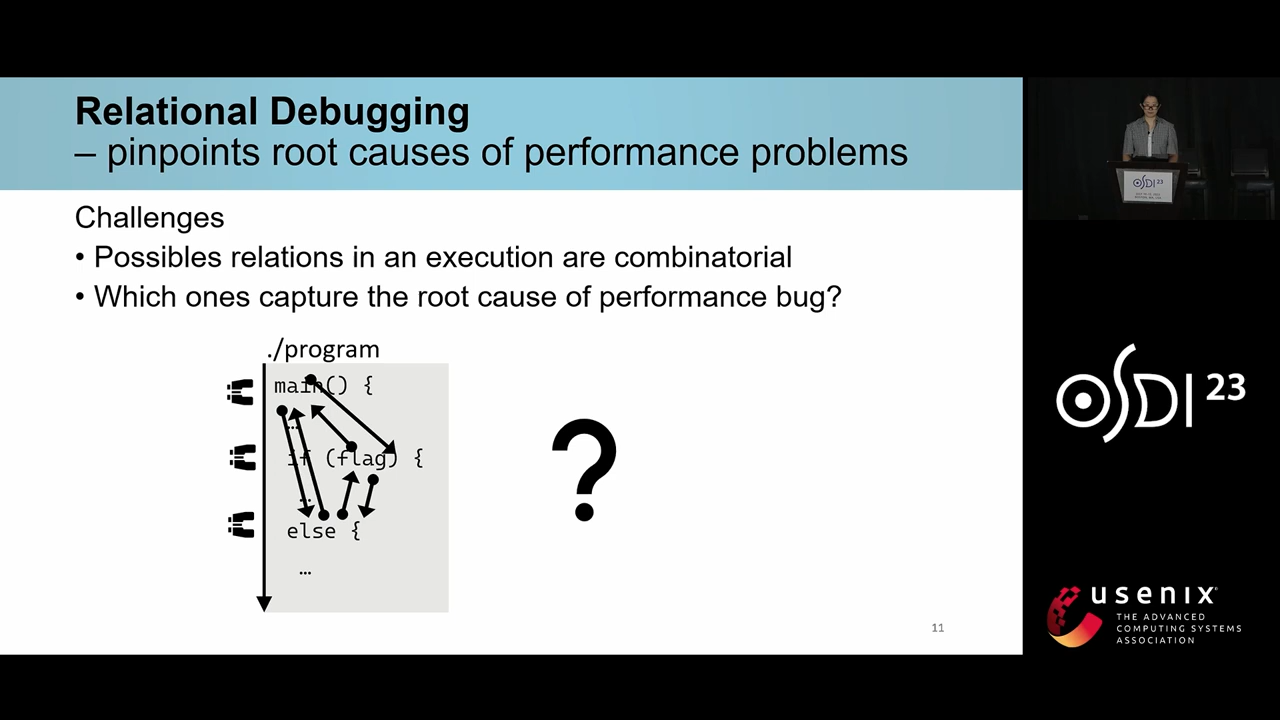 Relational Debugging
– pinpoints root causes of performance problems
Challenges
• Possibles relations in an execution are combinatorial
• Which ones capture the root cause of performance bug?
./program
main() {
…
if (flag) {
…
else {
…
?
11
OSDI 23
OSDI 23
usenix
THE ADVANCED
COMPUTING SYSTEMS
ASSOCIATION